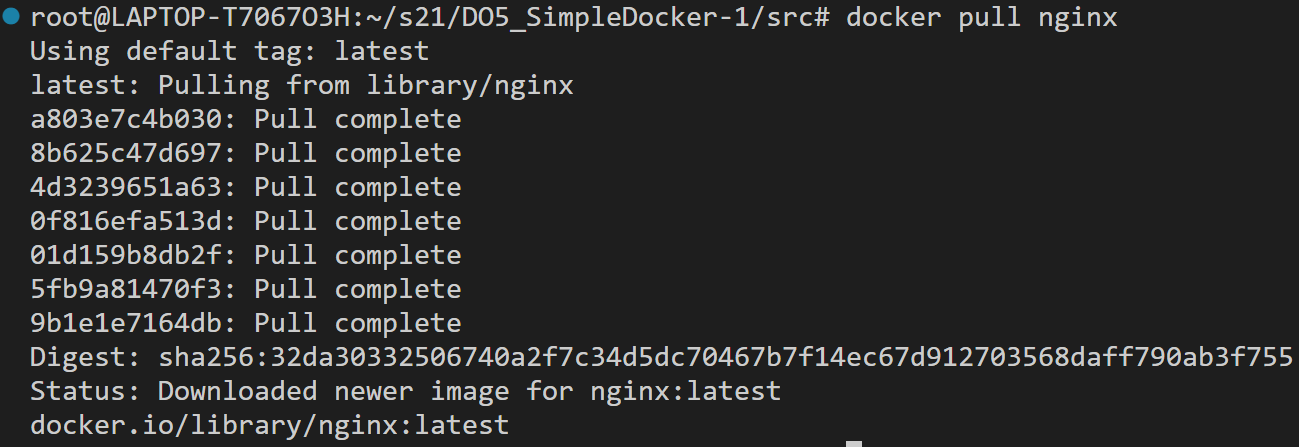 root@LAPTOP-T7067O3H:~/s21/DO5_SimpleDocker-1/src# docker pull nginx
Using default tag: latest
latest: Pulling from library/nginx
a803e7c4b030: Pull complete
8b625c47d697: Pull complete
4d3239651a63: Pull complete
0f816efa513d: Pull complete
01d159b8db2f: Pull complete
5fb9a81470f3: Pull complete
9b1e1e7164db: Pull complete
Digest: sha256:32da30332506740a2f7c34d5dc70467b7f14ec67d912703568daff790ab3f755
Status: Downloaded newer image for nginx:latest
docker.io/library/nginx:latest